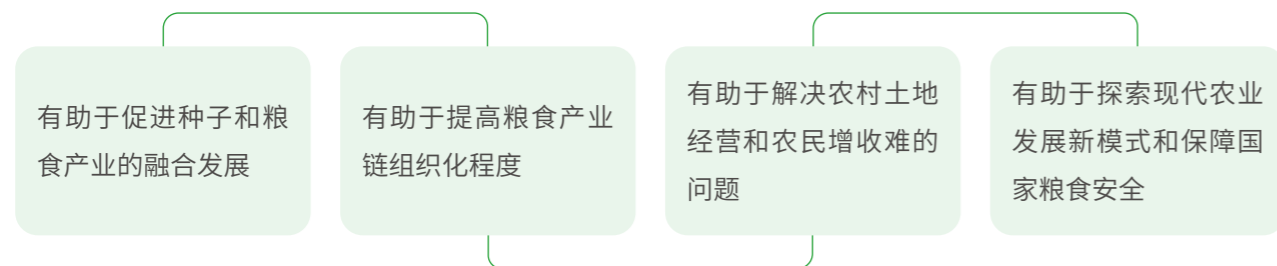 有助于促进种子和粮
食产业的融合发展
有助于提高粮食产业
链组织化程度
有助于解决农村土地
经营和农民增收难的
问题
有助于探索现代农业
发展新模式和保障国
家粮食安全